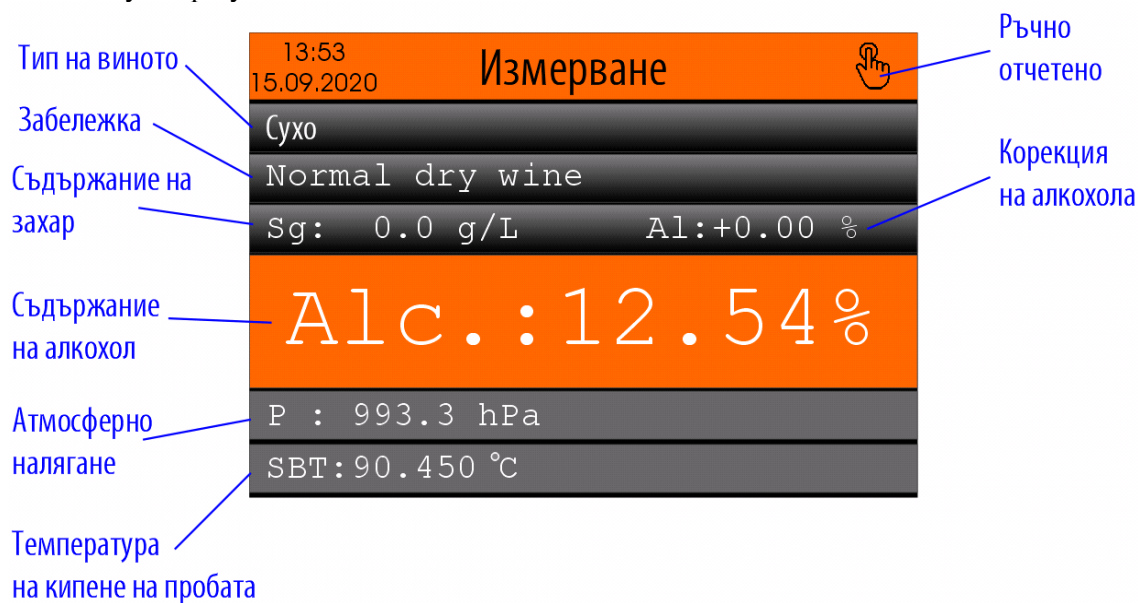 Ръчно
отчетено
Тип на виното
13:53
15.09.2020
Измерване
Забележка
Сухо
Корекция
на алкохола
Съдържание на
захар
Normal dry wine
Sg: 0.0 g/L Al:+0.00 %
Съдържание
на алкохол
Alc.:12.54%
Атмосферно
налягане
P : 993.3 hPa
SBT:90.450 °C
Температура
на кипене на пробата